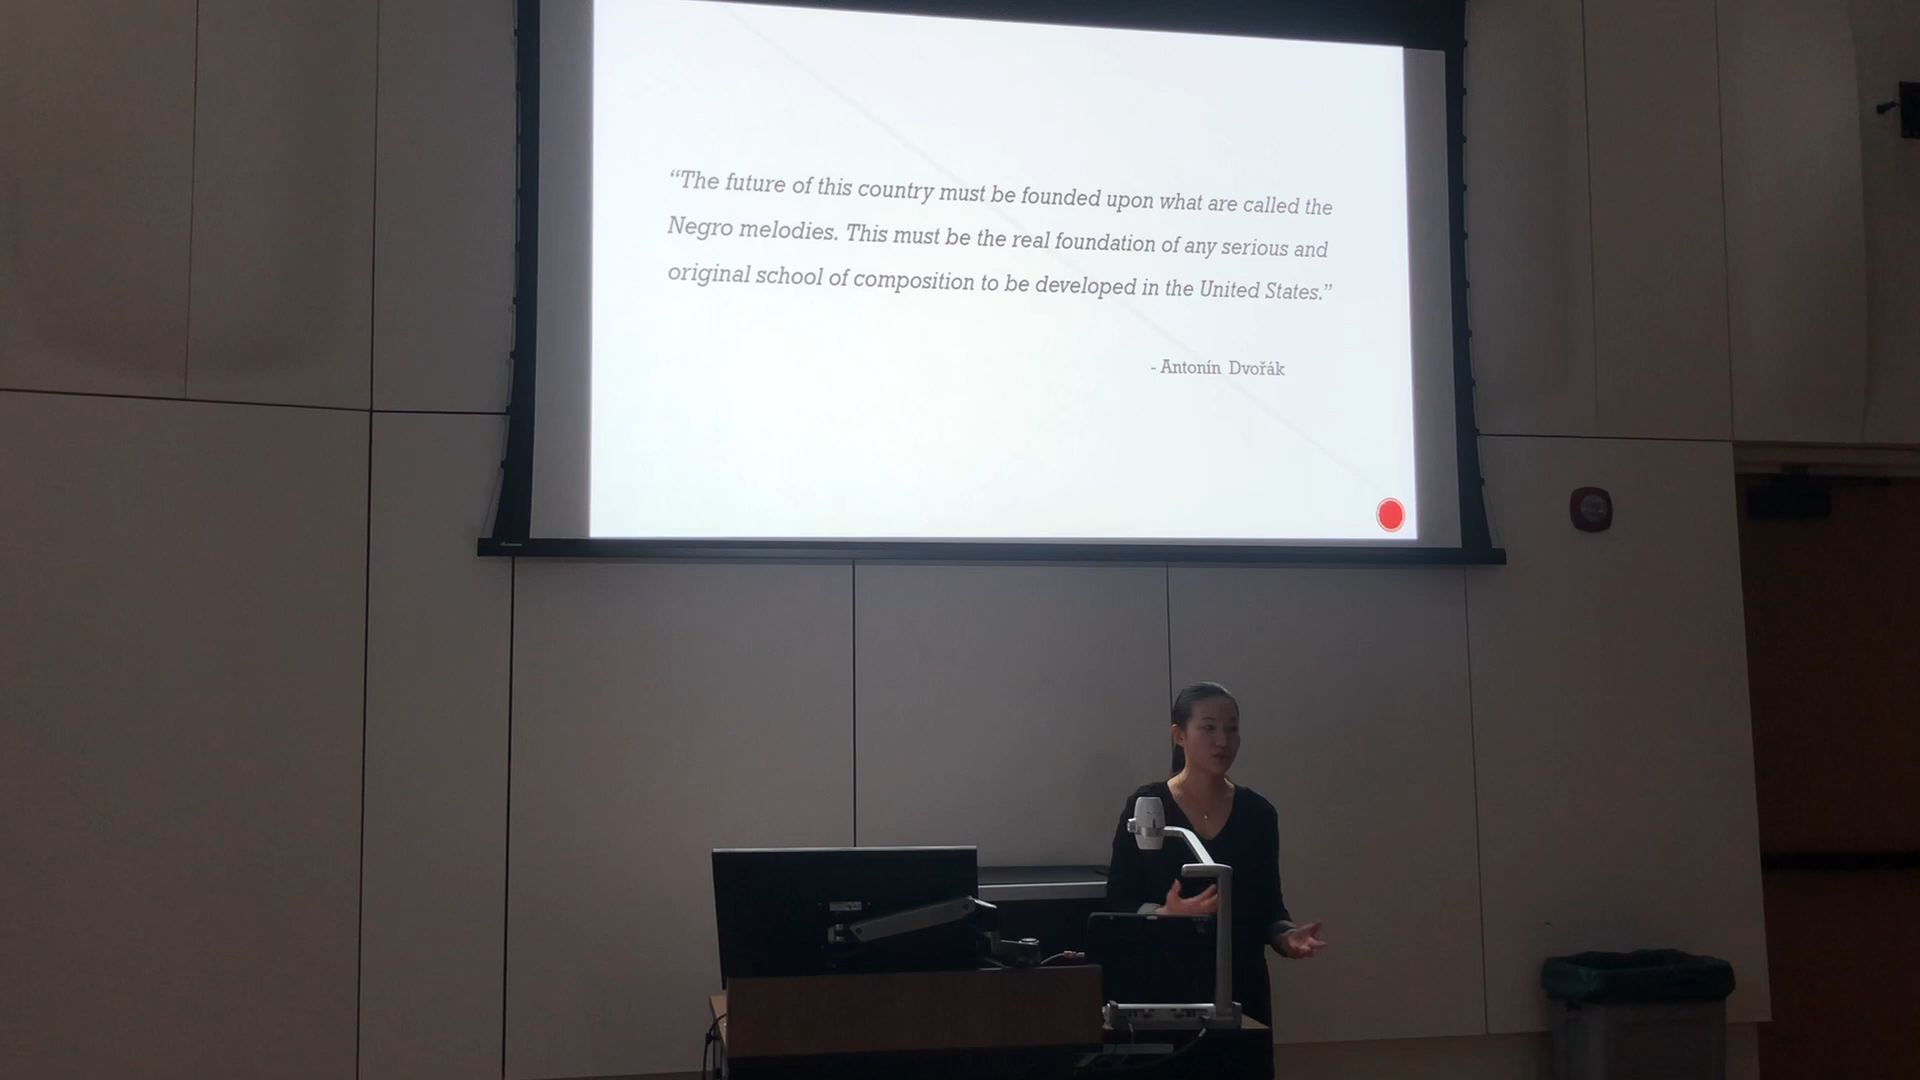 “The future of this country must be founded upon what are called the
Negro melodies. This must be the real foundation of any serious and
original school of composition to be developed in the United States.”
- Antonín Dvořák